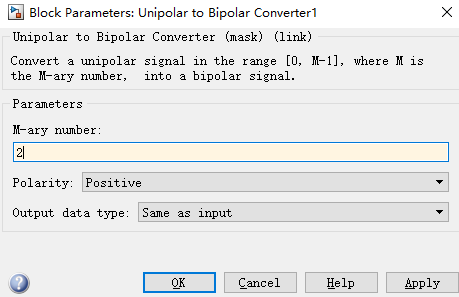 Block Parameters: Unipolar to Bipolar Converter1
Unipolar to Bipolar Converter (mask) (link)
Convert a unipolar signal in the range [0, M-1], where M is
the M-ary number, into a bipolar signal.
Parameters
M-ary number:
2
Polarity: Positive
Output data type: Same as input
OK Cancel Help Apply